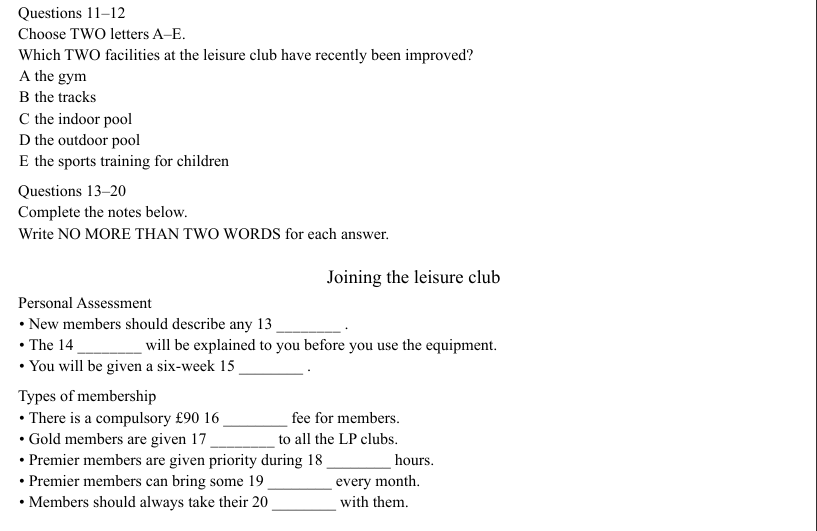 Questions 11–12
Choose TWO letters A–E.
Which TWO facilities at the leisure club have recently been improved?
A the gym
B the tracks
C the indoor pool
D the outdoor pool
E the sports training for children
Questions 13–20
Complete the notes below.
Write NO MORE THAN TWO WORDS for each answer.
Joining the leisure club
Personal Assessment
• New members should describe any 13 ________ .
• The 14 ________ will be explained to you before you use the equipment.
• You will be given a six-week 15 ________ .
Types of membership
• There is a compulsory £90 16 ________ fee for members.
• Gold members are given 17 ________ to all the LP clubs.
• Premier members are given priority during 18 ________ hours.
• Premier members can bring some 19 ________ every month.
• Members should always take their 20 ________ with them.